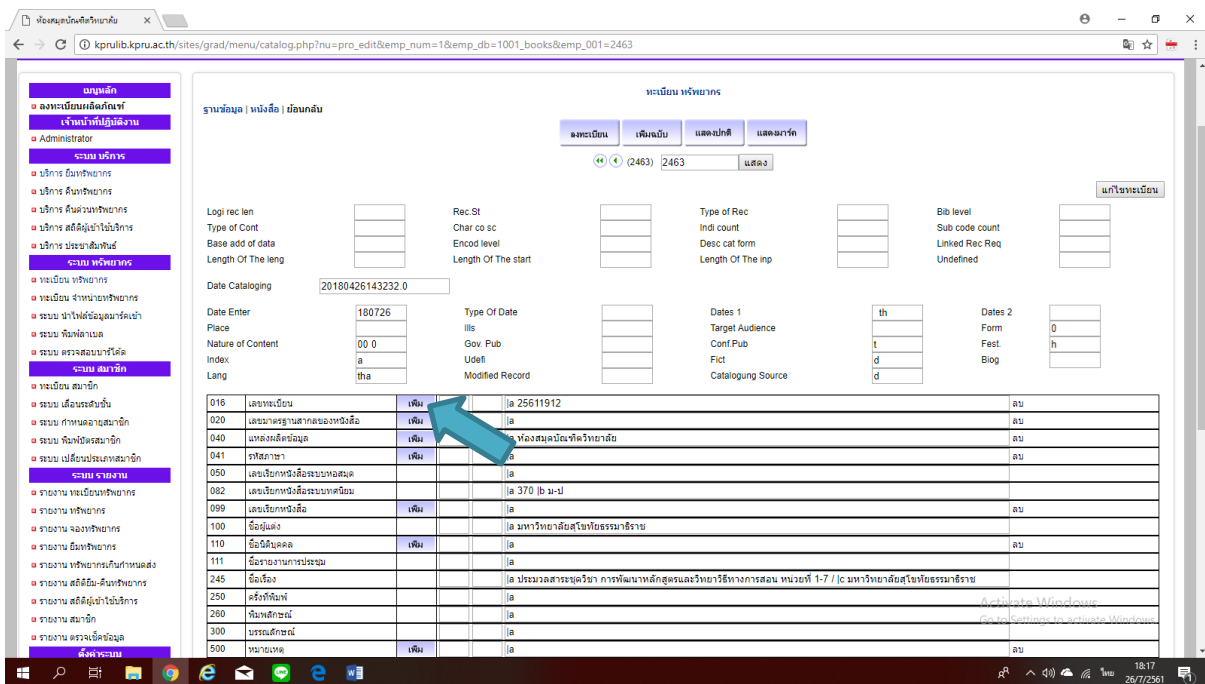 ห้องสมุดบัณฑิตวิทยาลัย
kprulib.kpru.ac.th/sites/grad/menu/catalog.php?nu=pro_edit&emp_num=1&emp_db=1001_books&emp_001=2463
เมนูหลัก
ลงทะเบียนผลิตภัณฑ์
เจ้าหน้าที่ปฏิบัติงาน
Administrator
ระบบ บริการ
บริการ ยืมทรัพยากร
บริการ คืนทรัพยากร
บริการ คืนด่วนทรัพยากร
บริการ สถิติผู้เข้าใช้บริการ
บริการ ประชาสัมพันธ์
ระบบ ทรัพยากร
ทะเบียน ทรัพยากร
ทะเบียน จำหน่ายทรัพยากร
ระบบ นำไฟล์ข้อมูลมาร์คเข้า
ระบบ พิมพ์ลาเบล
ระบบ ตรวจสอบบาร์โค้ด
ระบบ สมาชิก
ทะเบียน สมาชิก
ระบบ เลื่อนระดับชั้น
ระบบ กำหนดอายุสมาชิก
ระบบ พิมพ์บัตรสมาชิก
ระบบ เปลี่ยนประเภทสมาชิก
ระบบ รายงาน
รายงาน ทะเบียนทรัพยากร
รายงาน ทรัพยากร
รายงาน จองทรัพยากร
รายงาน ยืมทรัพยากร
รายงาน ทรัพยากรเกินกำหนดส่ง
รายงาน สถิติยืม-คืนทรัพยากร
รายงาน สถิติผู้เข้าใช้บริการ
รายงาน สมาชิก
รายงาน ตรวจเช็คข้อมูล
ตั้งค่าระบบ
ทะเบียน ทรัพยากร
ฐานข้อมูล | หนังสือ | ย้อนกลับ
ลงทะเบียน เพิ่มฉบับ แสดงปกติ แสดงมาร์ค
(2463) 2463 แสดง
แก้ไขทะเบียน
Logi rec len Rec.St Type of Rec Bib level
Type of Cont Char co sc Indi count Sub code count
Base add of data Encod level Desc cat form Linked Rec Req
Length Of The leng Length Of The start Length Of The inp Undefined
Date Cataloging 20180426143232.0
Date Enter 180726 Type Of Date Dates 1 th Dates 2
Place Ills Target Audience Form 0
Nature of Content 00 0 Gov. Pub Conf.Pub t Fest. h
Index a Udefi Fict d Biog
Lang tha Modified Record Catalogung Source d
016 เลขทะเบียน เพิ่ม |a 25611912 ลบ
020 เลขมาตรฐานสากลของหนังสือ เพิ่ม |a ลบ
040 แหล่งผลิตข้อมูล เพิ่ม |a ห้องสมุดบัณฑิตวิทยาลัย ลบ
041 รหัสภาษา เพิ่ม |a ลบ
050 เลขเรียกหนังสือระบบหอสมุด |a
082 เลขเรียกหนังสือระบบทศนิยม |a 370 |b ม-ป
099 เลขเรียกหนังสือ เพิ่ม |a ลบ
100 ชื่อผู้แต่ง |a มหาวิทยาลัยสุโขทัยธรรมาธิราช
110 ชื่อนิติบุคคล เพิ่ม |a ลบ
111 ชื่อรายงานการประชุม |a
245 ชื่อเรื่อง |a ประมวลสาระชุดวิชา การพัฒนาหลักสูตรและวิทยาวิธีทางการสอน หน่วยที่ 1-7 / |c มหาวิทยาลัยสุโขทัยธรรมาธิราช
250 ครั้งที่พิมพ์ |a
260 พิมพลักษณ์ |a
300 บรรณลักษณ์ |a
500 หมายเหตุ เพิ่ม |a ลบ
Activate Windows
Go to Settings to activate Windows.
ไทย
18:17
26/7/2561